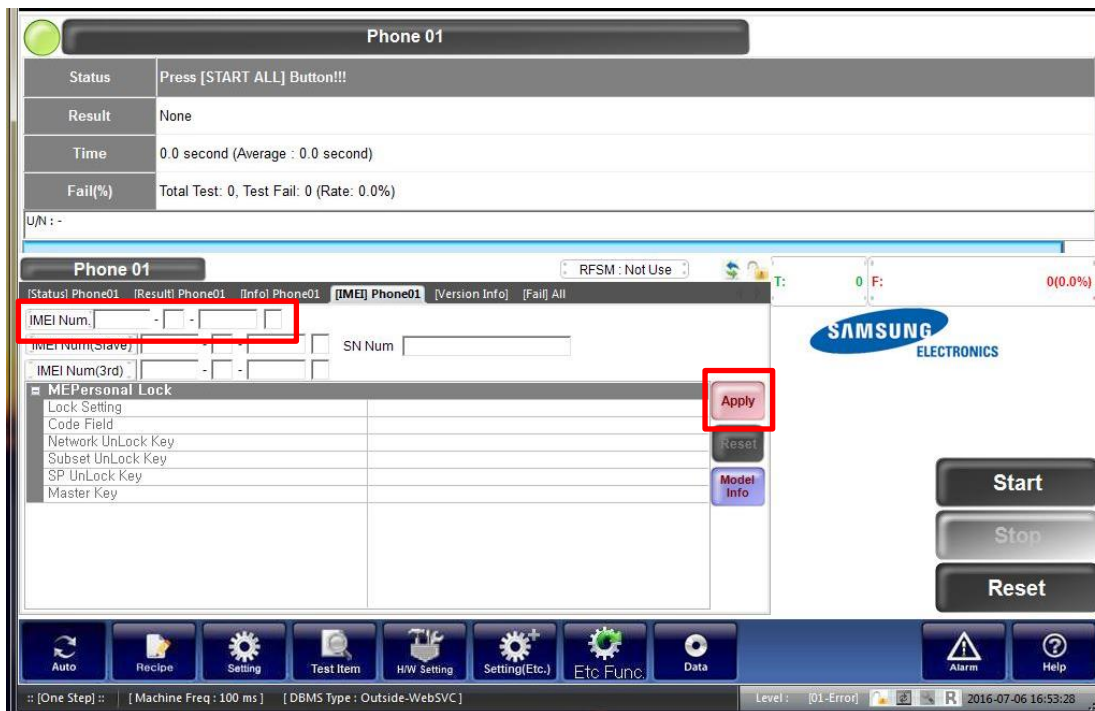 Phone 01
Status Press [START ALL] Button!!!
Result None
Time 0.0 second (Average : 0.0 second)
Fail(%) Total Test: 0, Test Fail: 0 (Rate: 0.0%)
U/N : -
Phone 01 RFSM : Not Use T: 0 F: 0(0.0%)
[Status] Phone01 [Result] Phone01 [Info] Phone01 [IMEI] Phone01 [Version Info] [Fail] All
IMEI Num. - -
IMEI Num(Slave) - - SN Num
IMEI Num(3rd) - -
SAMSUNG
ELECTRONICS
MEPersonal Lock
Lock Setting
Code Field
Network UnLock Key
Subset UnLock Key
SP UnLock Key
Master Key
Apply
Reset
Model
Info
Start
Stop
Reset
Auto Recipe Setting Test Item H/W Setting Setting(Etc.) Etc Func. Data Alarm Help
:: [One Step] :: [ Machine Freq : 100 ms ] [ DBMS Type : Outside-WebSVC ] Level : [01-Error] R 2016-07-06 16:53:28